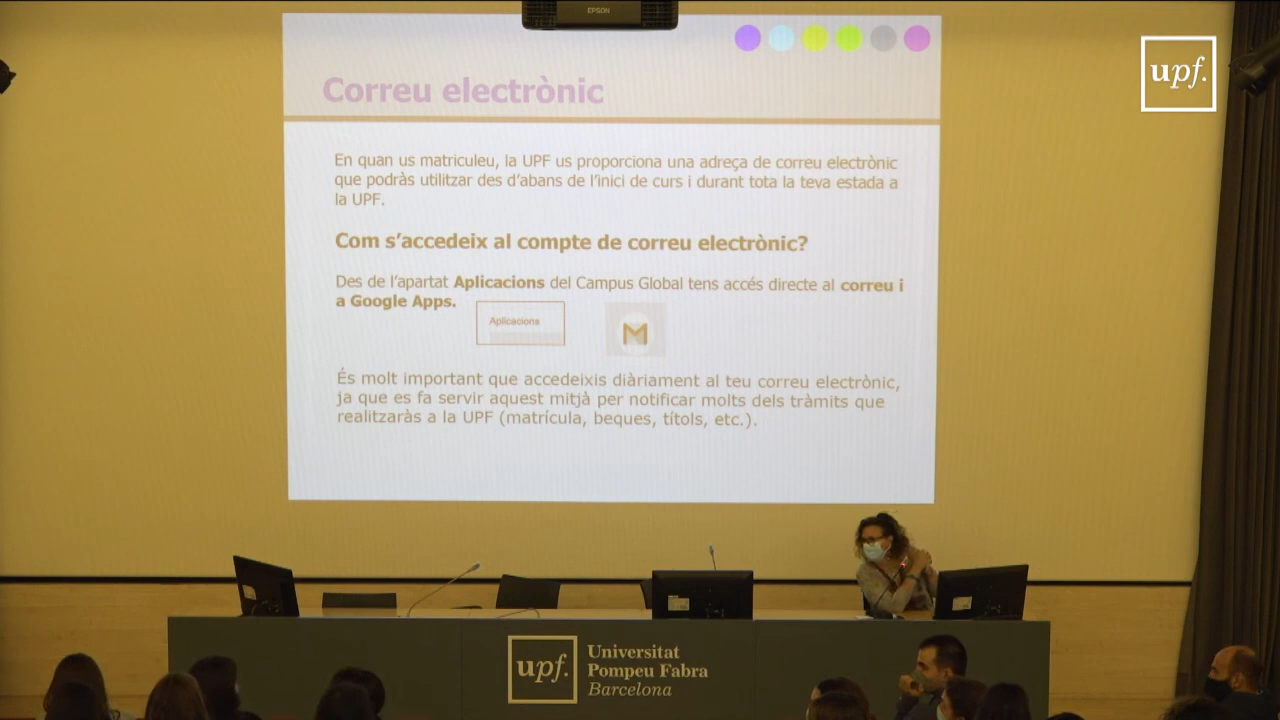 EPSON
upf.
Correu electrònic
En quan us matriculeu, la UPF us proporciona una adreça de correu electrònic
que podràs utilitzar des d'abans de l'inici de curs i durant tota la teva estada a
la UPF.
Com s'accedeix al compte de correu electrònic?
Des de l'apartat Aplicacions del Campus Global tens accés directe al correu i
a Google Apps.
Aplicacions
M
És molt important que accedeixis diàriament al teu correu electrònic,
ja que es fa servir aquest mitjà per notificar molts dels tràmits que
realitzaràs a la UPF (matrícula, beques, títols, etc.).
upf.
Universitat
Pompeu Fabra
Barcelona